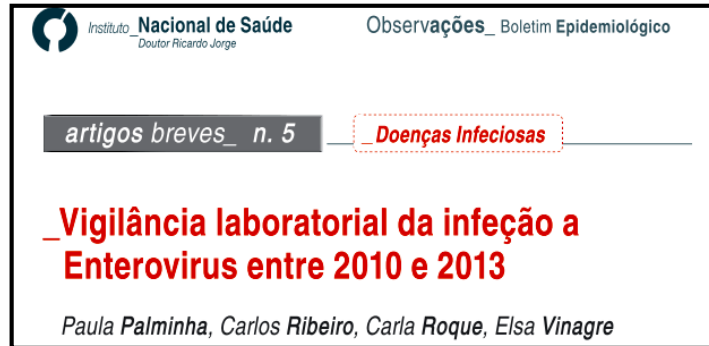 Instituto_Nacional de Saúde
Doutor Ricardo Jorge
Observações_ Boletim Epidemiológico
artigos breves_ n. 5
_Doenças Infeciosas
_Vigilância laboratorial da infeção a
Enterovirus entre 2010 e 2013
Paula Palminha, Carlos Ribeiro, Carla Roque, Elsa Vinagre